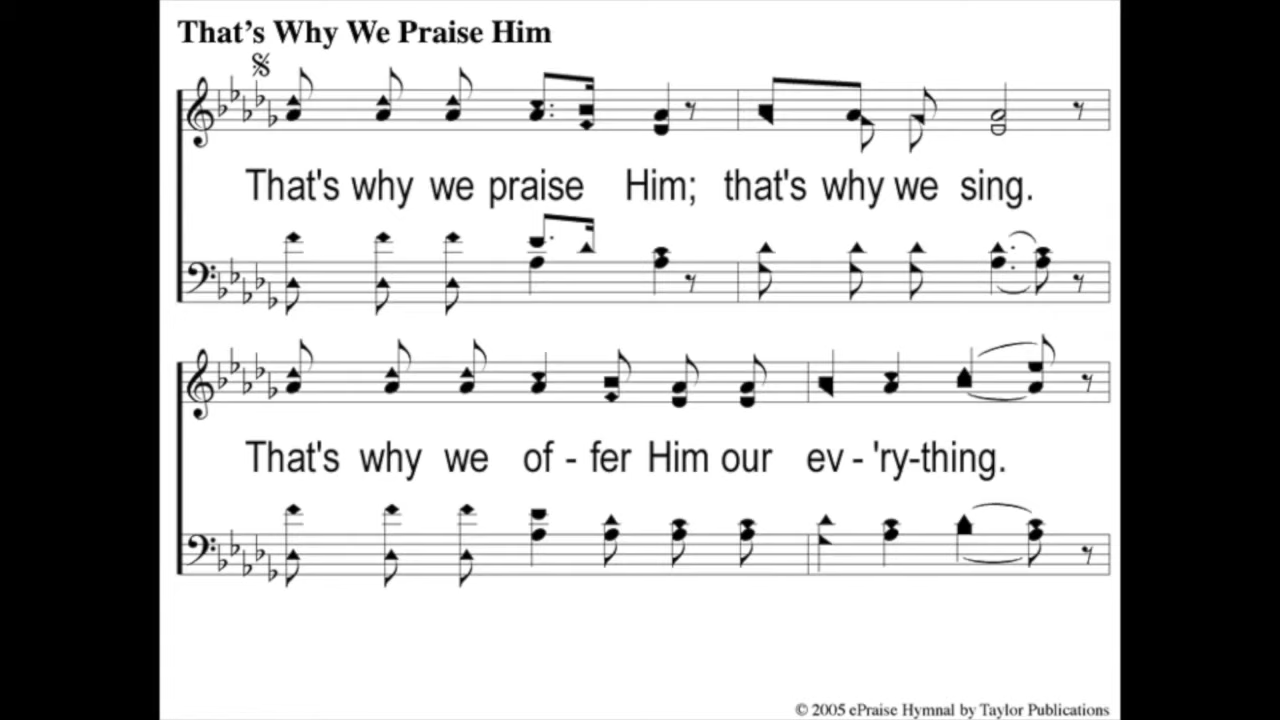 That's Why We Praise Him
That's why we praise Him; that's why we sing.
That's why we of - fer Him our ev - 'ry-thing.
© 2005 ePraise Hymnal by Taylor Publications